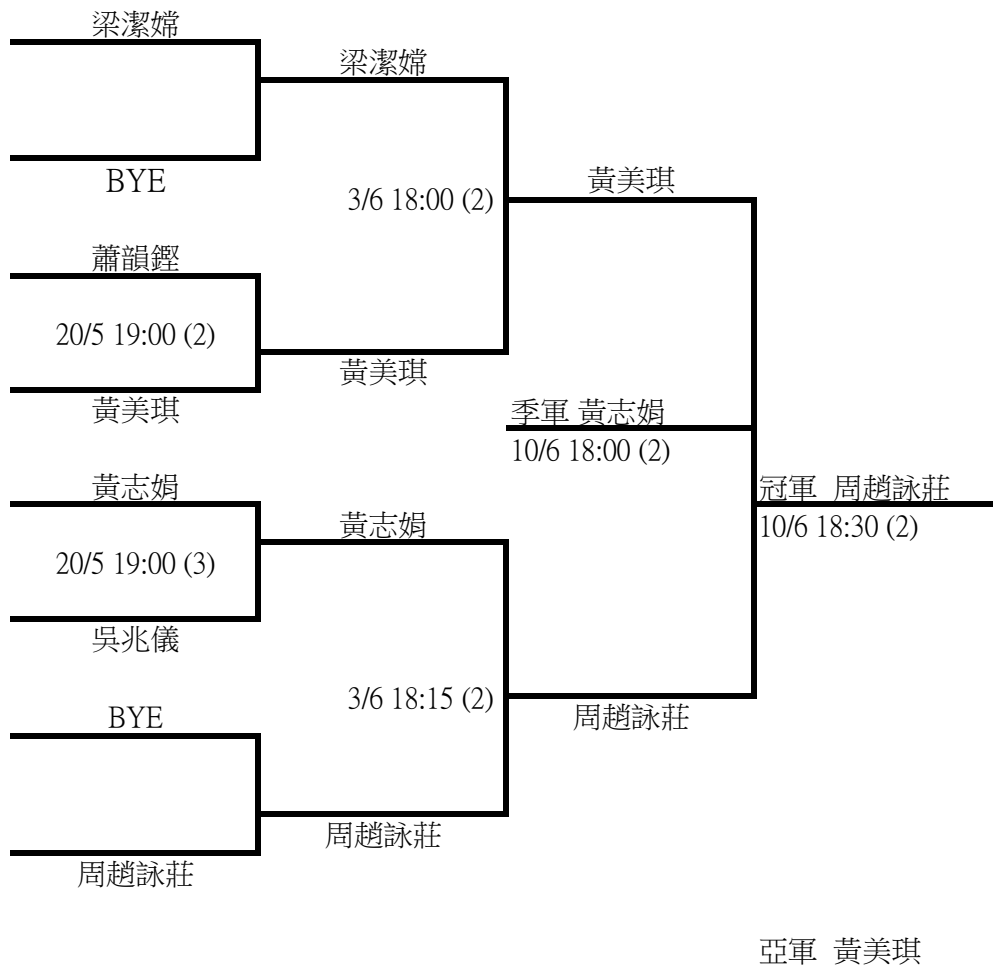 梁潔嫦
梁潔嫦
BYE
黃美琪
3/6 18:00 (2)
蕭韻鏗
20/5 19:00 (2)
黃美琪
黃美琪
季軍 黃志娟
10/6 18:00 (2)
黃志娟
冠軍 周趙詠莊
黃志娟
10/6 18:30 (2)
20/5 19:00 (3)
吳兆儀
3/6 18:15 (2)
BYE
周趙詠莊
周趙詠莊
周趙詠莊
亞軍 黃美琪